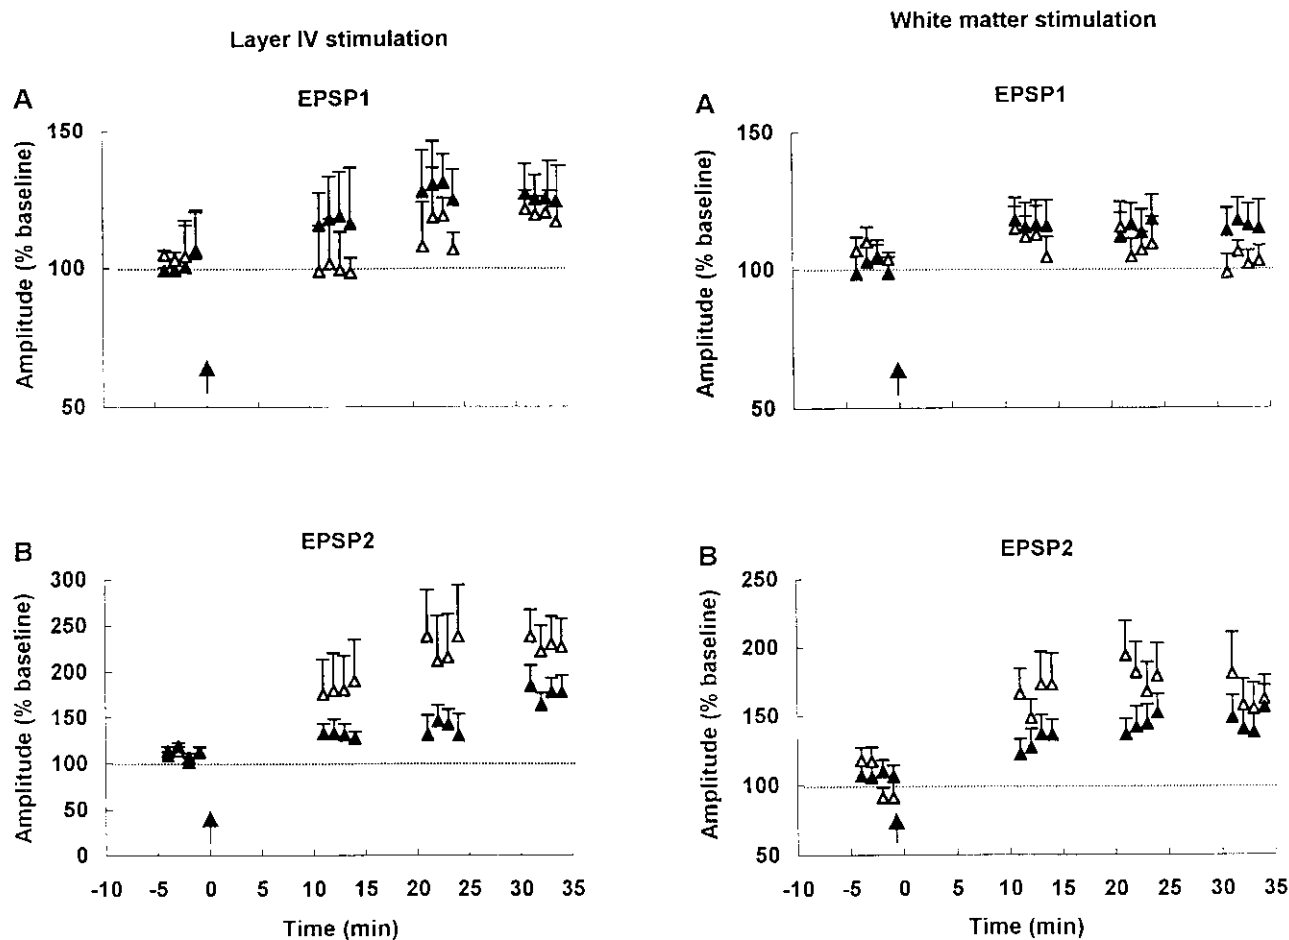 Layer IV stimulation
A
EPSP1
Amplitude (% baseline)
150
100
50
B
EPSP2
Amplitude (% baseline)
300
250
200
150
100
50
0
-10 -5 0 5 10 15 20 25 30 35
Time (min)
White matter stimulation
A
EPSP1
Amplitude (% baseline)
150
100
50
B
EPSP2
Amplitude (% baseline)
250
200
150
100
50
-10 -5 0 5 10 15 20 25 30 35
Time (min)